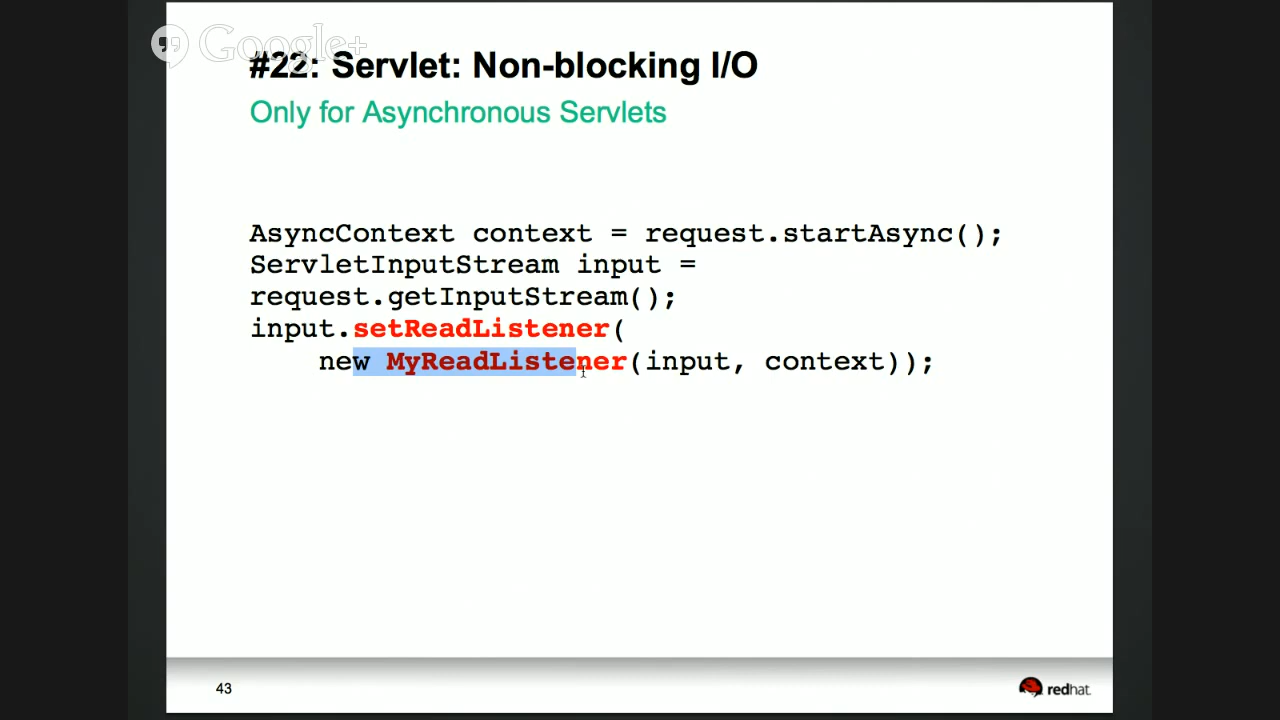 Google+
#22: Servlet: Non-blocking I/O
Only for Asynchronous Servlets
AsyncContext context = request.startAsync();
ServletInputStream input =
request.getInputStream();
input.setReadListener(
new MyReadListener(input, context));
43
redhat.